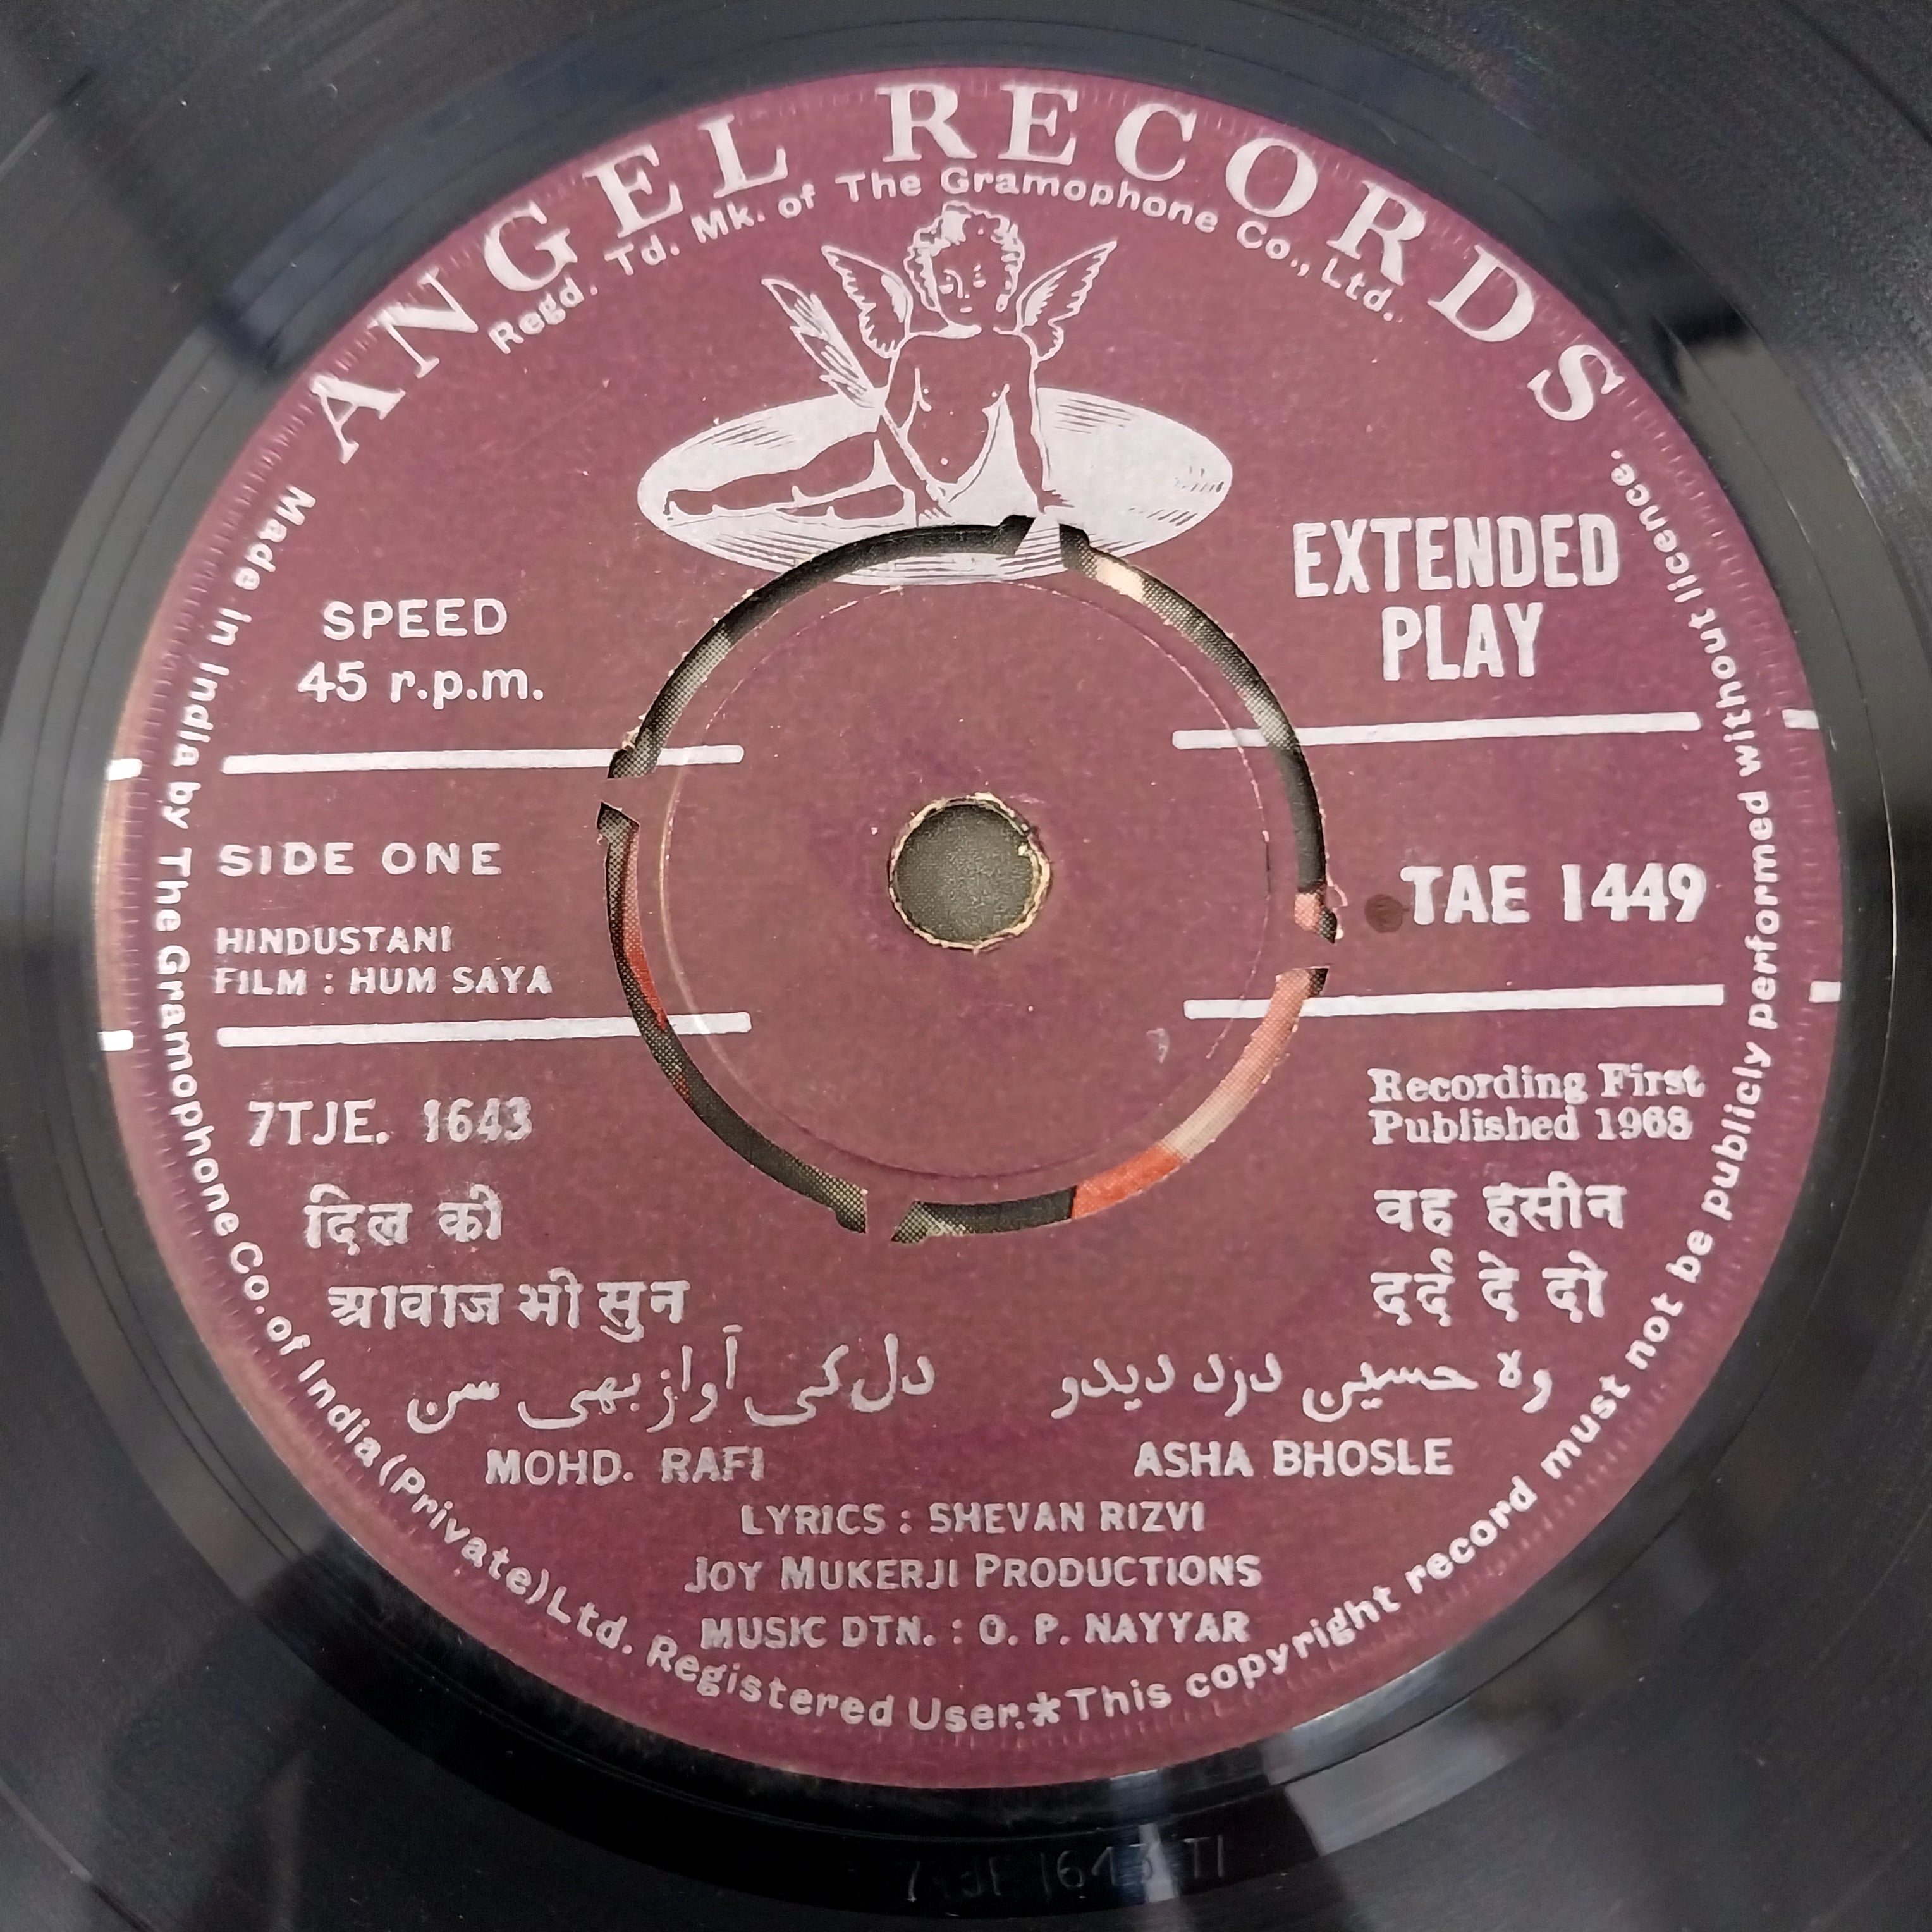 ANGEL RECORDS
Regd. Td. Mk. of The Gramophone Co., Ltd.
SPEED
45 r.p.m.
EXTENDED
PLAY
SIDE ONE
HINDUSTANI
FILM : HUM SAYA
TAE 1449
7TJE. 1643
Recording First
Published 1968
दिल की
आवाज भी सुन
वह हसीन
दर्द दे दो
دل کی آواز بھی سن
وہ حسین درد دیدو
MOHD. RAFI
ASHA BHOSLE
LYRICS : SHEVAN RIZVI
JOY MUKERJI PRODUCTIONS
MUSIC DTN. : O. P. NAYYAR
Made in India by The Gramophone Co. of India (Private) Ltd. Registered User.*This copyright record must not be publicly performed without licence.